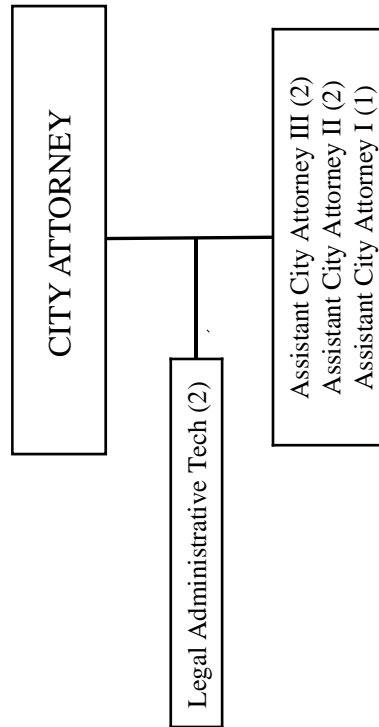 CITY ATTORNEY
Legal Administrative Tech (2)
Assistant City Attorney III (2)
Assistant City Attorney II (2)
Assistant City Attorney I (1)